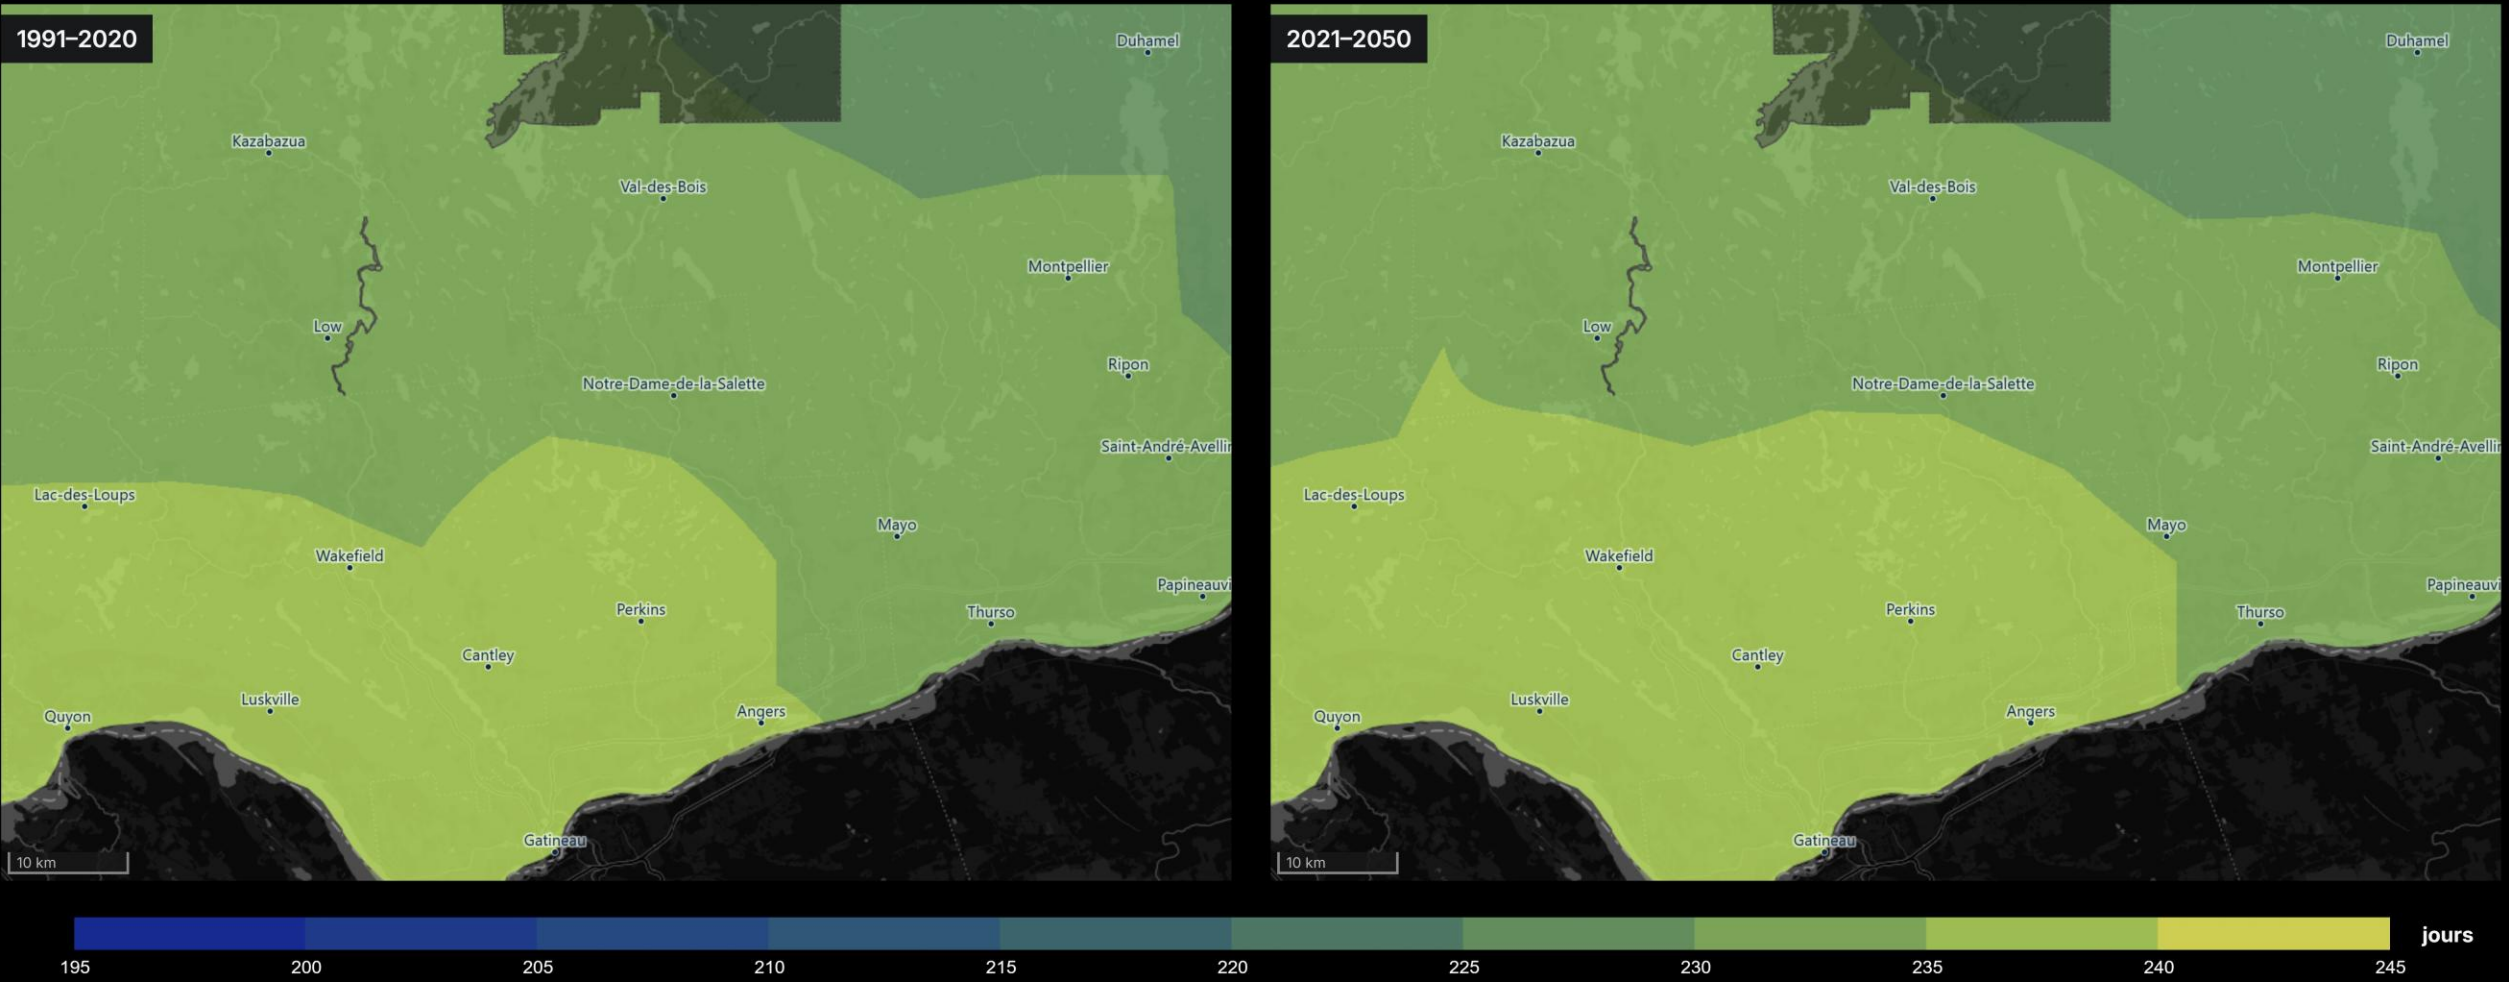 1991–2020
Duhamel
Kazabazua
Val-des-Bois
Montpellier
Low
Ripon
Notre-Dame-de-la-Salette
Saint-André-Avellin
Lac-des-Loups
Mayo
Wakefield
Papineauvi
Perkins
Thurso
Cantley
Luskville
Quyon
Angers
Gatineau
10 km
2021–2050
Duhamel
Kazabazua
Val-des-Bois
Montpellier
Low
Ripon
Notre-Dame-de-la-Salette
Saint-André-Avellin
Lac-des-Loups
Mayo
Wakefield
Papineauvi
Perkins
Thurso
Cantley
Luskville
Quyon
Angers
Gatineau
10 km
jours
195 200 205 210 215 220 225 230 235 240 245